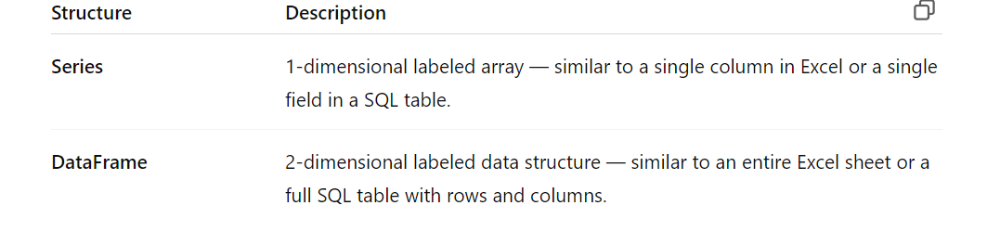 Structure Description
Series 1-dimensional labeled array — similar to a single column in Excel or a single
field in a SQL table.
DataFrame 2-dimensional labeled data structure — similar to an entire Excel sheet or a
full SQL table with rows and columns.